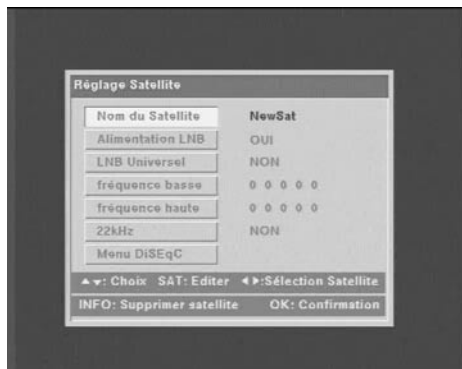 Réglage Satellite
Nom du Satellite NewSat
Alimentation LNB OUI
LNB Universel NON
fréquence basse 0 0 0 0 0
fréquence haute 0 0 0 0 0
22kHz NON
Menu DiSEqC
▲▼: Choix SAT: Editer ◀▶:Sélection Satellite
INFO: Supprimer satellite OK: Confirmation